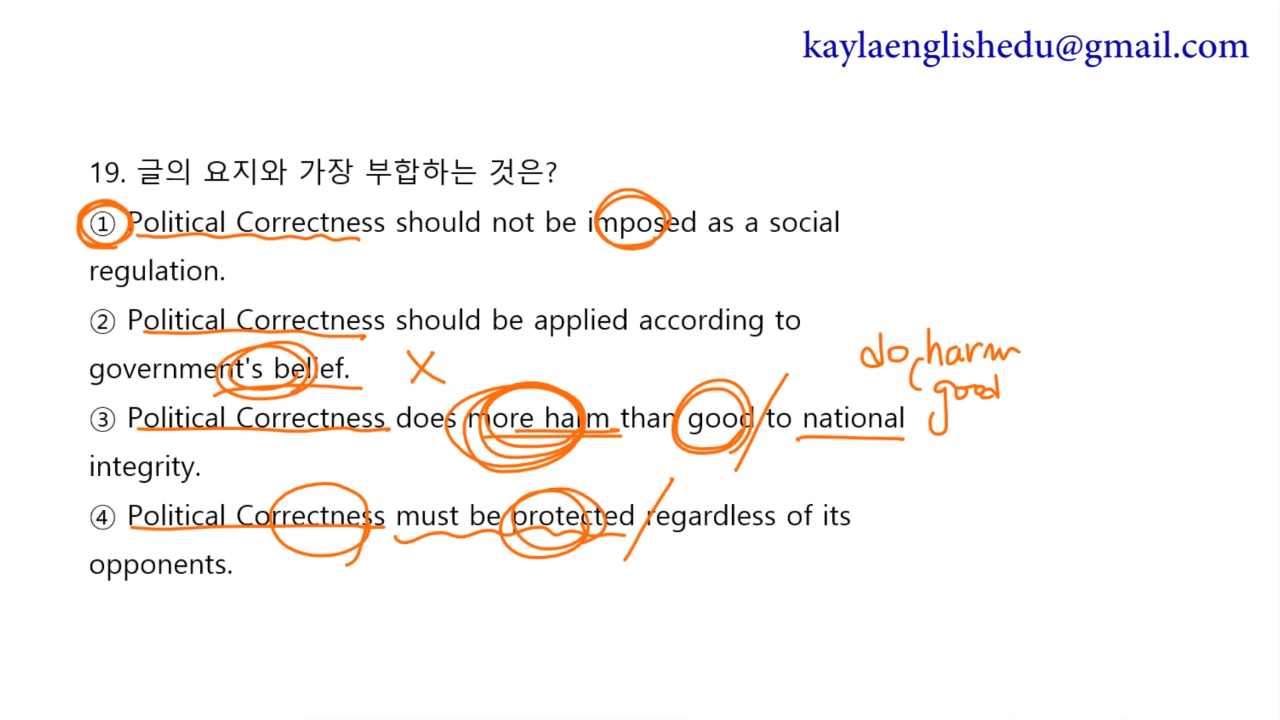 kaylaenglishedu@gmail.com
19. 글의 요지와 가장 부합하는 것은?
① Political Correctness should not be imposed as a social
regulation.
② Political Correctness should be applied according to
government's belief.
do harm
good
③ Political Correctness does more harm than good to national
integrity.
④ Political Correctness must be protected regardless of its
opponents.